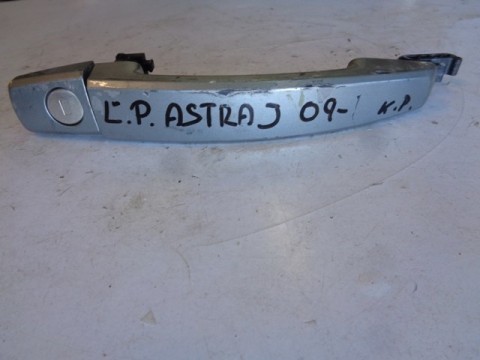 L.P. ASTRA J 09- K.P.